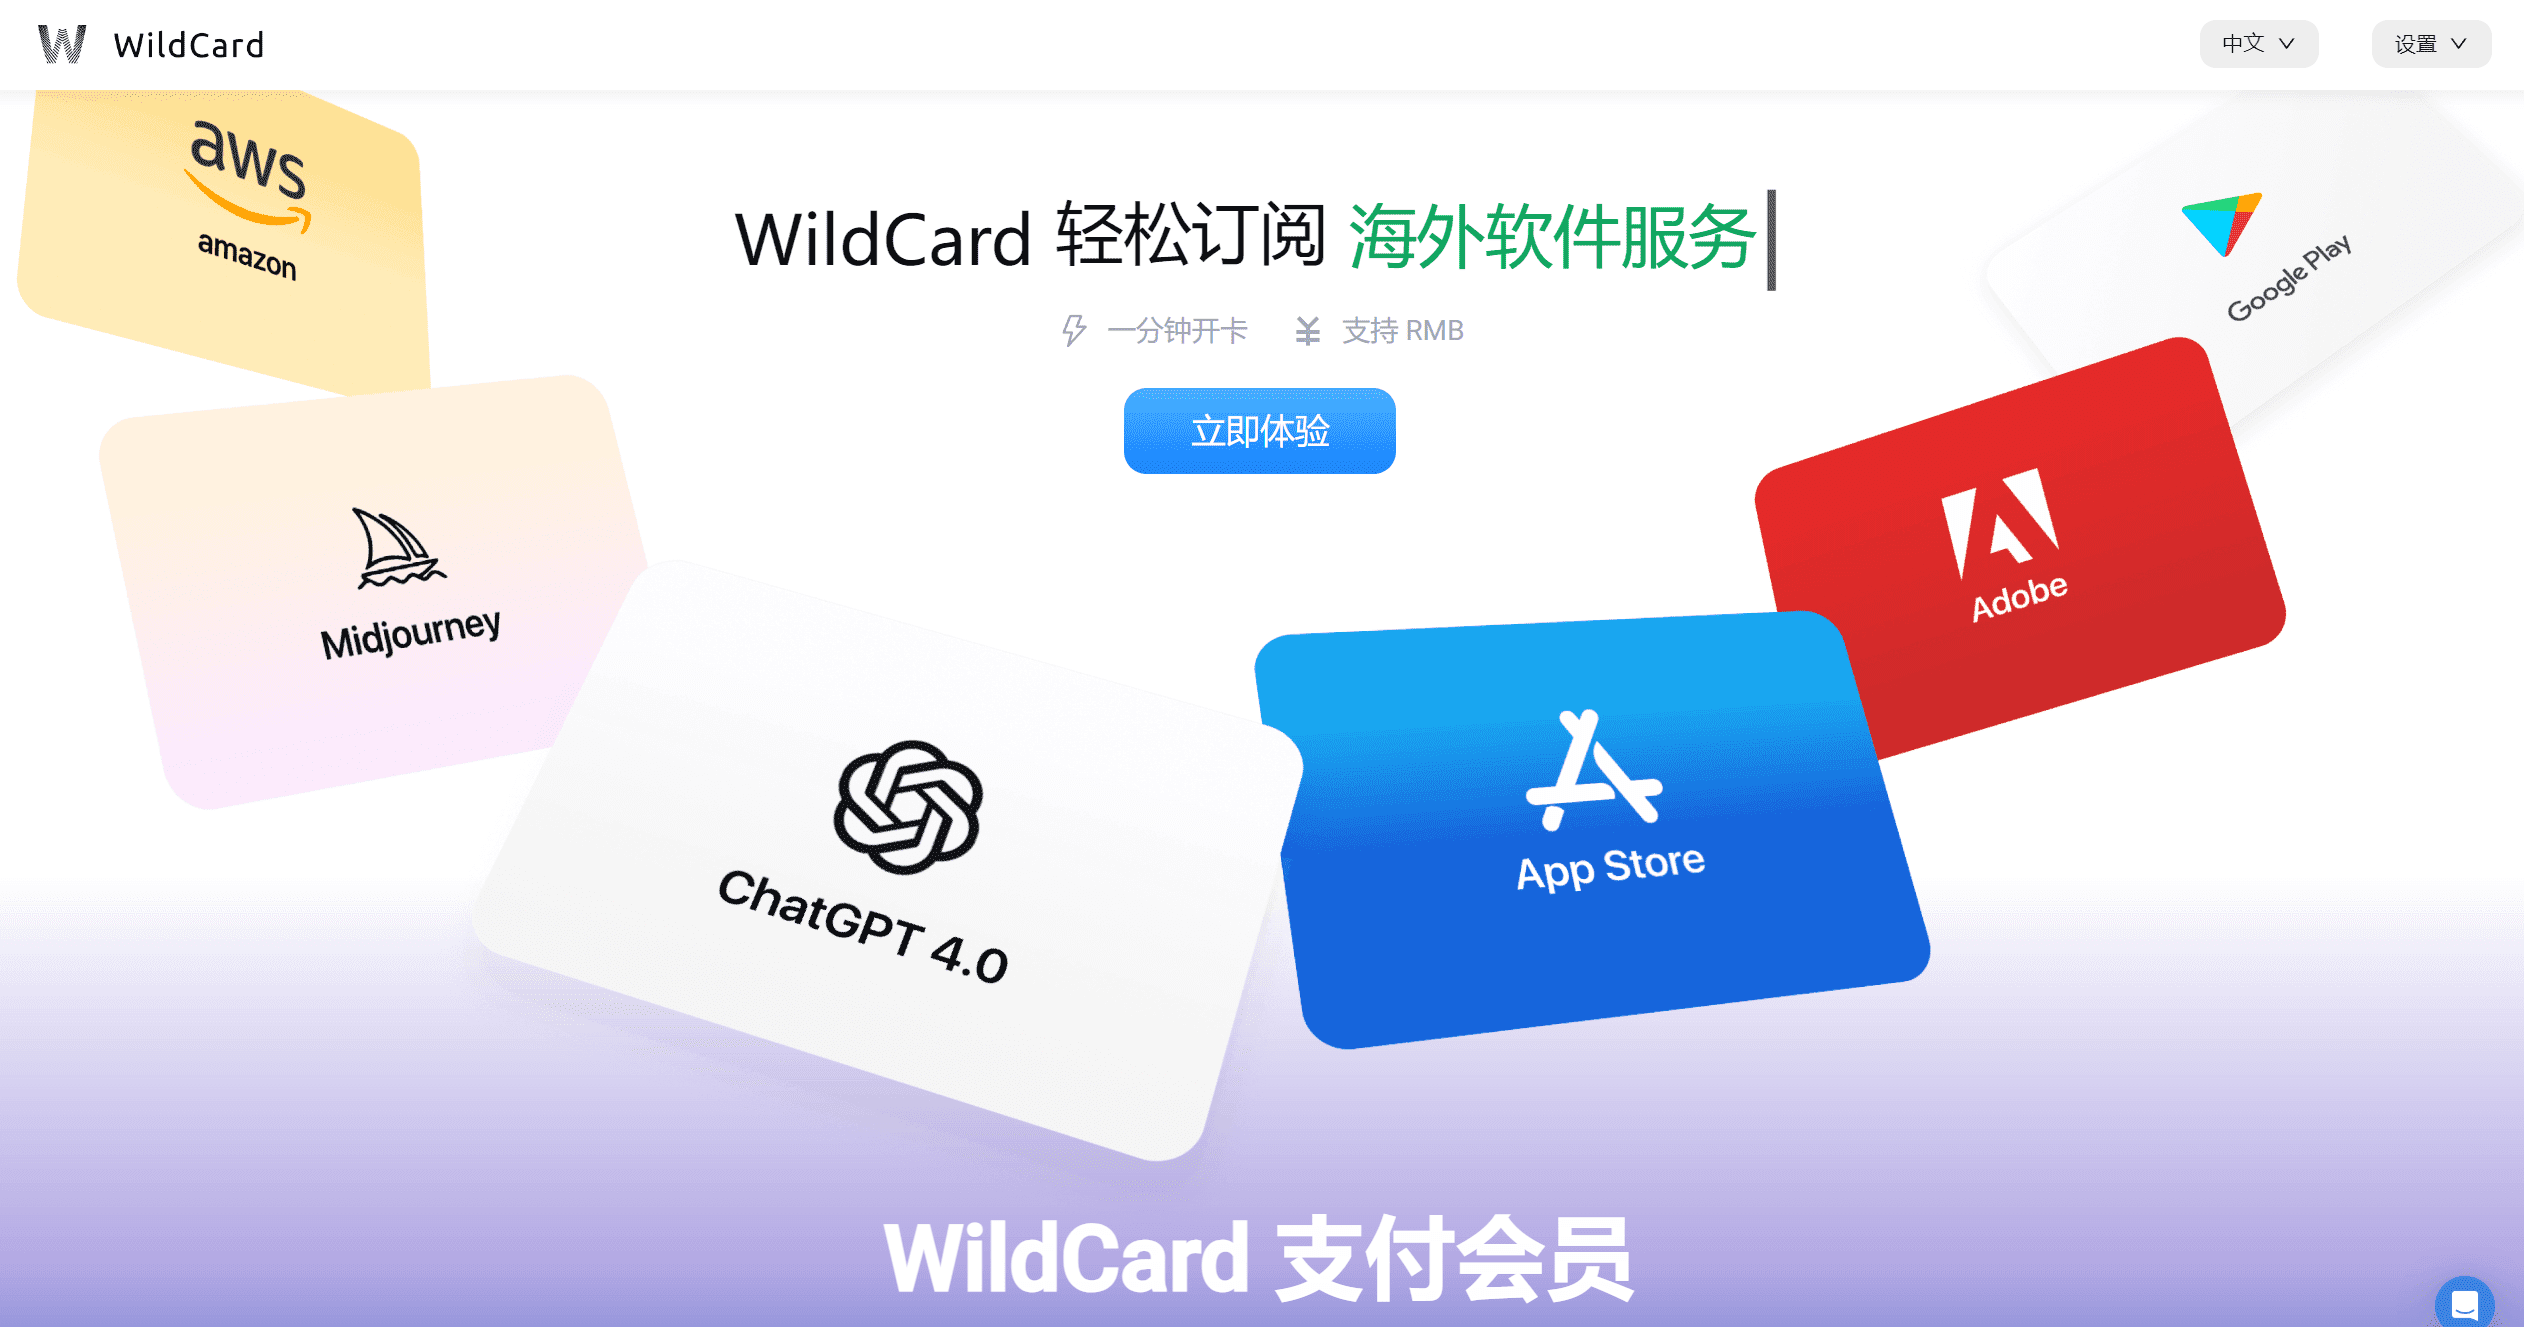 WildCard
中文
设置
aws
amazon
Google Play
WildCard 轻松订阅 海外软件服务
一分钟开卡
支持 RMB
立即体验
Midjourney
Adobe
ChatGPT 4.0
App Store
WildCard 支付会员